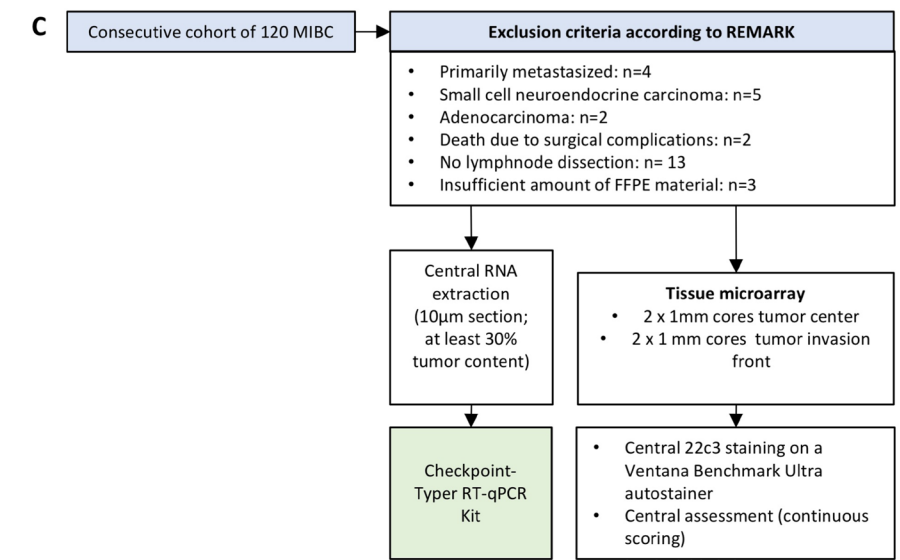 C
Consecutive cohort of 120 MIBC
Exclusion criteria according to REMARK
• Primarily metastasized: n=4
• Small cell neuroendocrine carcinoma: n=5
• Adenocarcinoma: n=2
• Death due to surgical complications: n=2
• No lymphnode dissection: n= 13
• Insufficient amount of FFPE material: n=3
Central RNA
extraction
(10µm section;
at least 30%
tumor content)
Tissue microarray
• 2 x 1mm cores tumor center
• 2 x 1 mm cores tumor invasion
front
Checkpoint-
Typer RT-qPCR
Kit
• Central 22c3 staining on a
Ventana Benchmark Ultra
autostainer
• Central assessment (continuous
scoring)